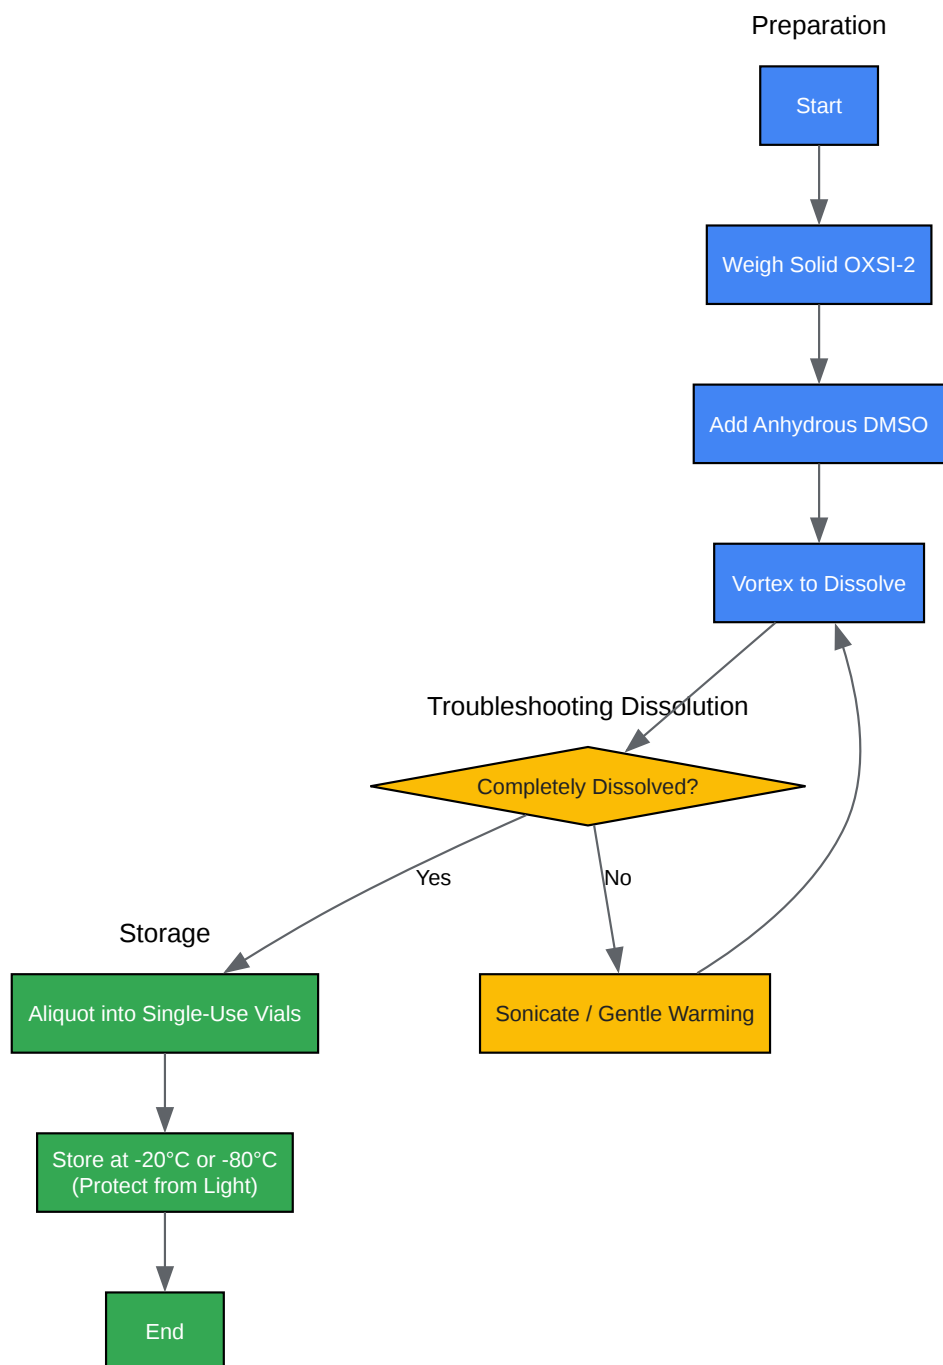 Preparation
Start
Weigh Solid OXSI-2
Add Anhydrous DMSO
Vortex to Dissolve
Troubleshooting Dissolution
Completely Dissolved?
Yes
No
Storage
Aliquot into Single-Use Vials
Sonicate / Gentle Warming
Store at -20°C or -80°C
(Protect from Light)
End